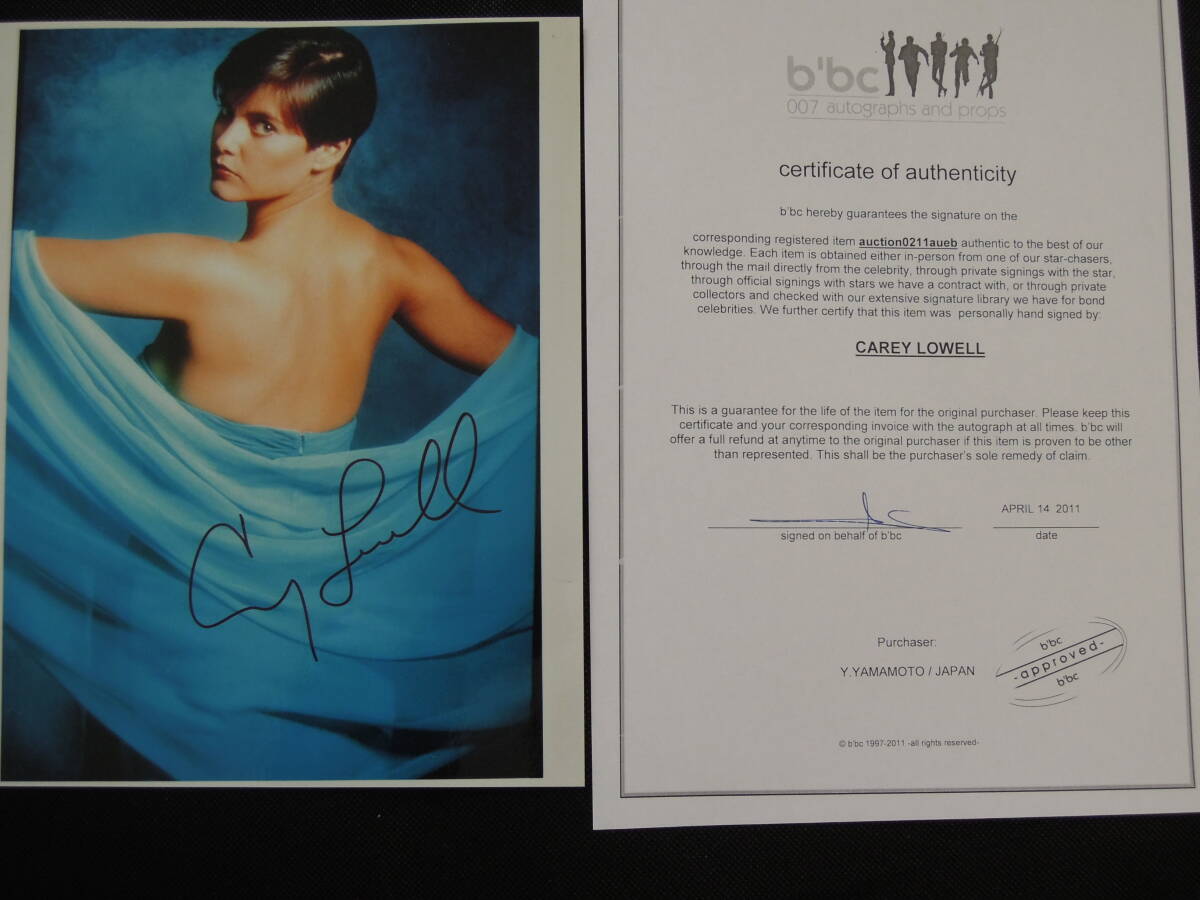 Carey Lowell
b'bc
007 autographs and props
certificate of authenticity
b'bc hereby guarantees the signature on the
corresponding registered item auction0211aueb authentic to the best of our
knowledge. Each item is obtained either in-person from one of our star-chasers,
through the mail directly from the celebrity, through private signings with the star,
through official signings with stars we have a contract with, or through private
collectors and checked with our extensive signature library we have for bond
celebrities. We further certify that this item was personally hand signed by:
CAREY LOWELL
This is a guarantee for the life of the item for the original purchaser. Please keep this
certificate and your corresponding invoice with the autograph at all times. b'bc will
offer a full refund at anytime to the original purchaser if this item is proven to be other
than represented. This shall be the purchaser's sole remedy of claim.
APRIL 14 2011
signed on behalf of b'bc
date
Purchaser:
Y.YAMAMOTO / JAPAN
b'bc
-approved-
b'bc
© b'bc 1997-2011 -all rights reserved-